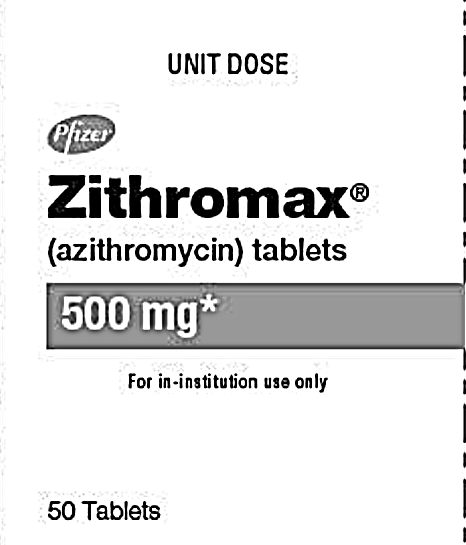 UNIT DOSE
Pfizer
Zithromax®
(azithromycin) tablets
500 mg*
For in-institution use only
50 Tablets